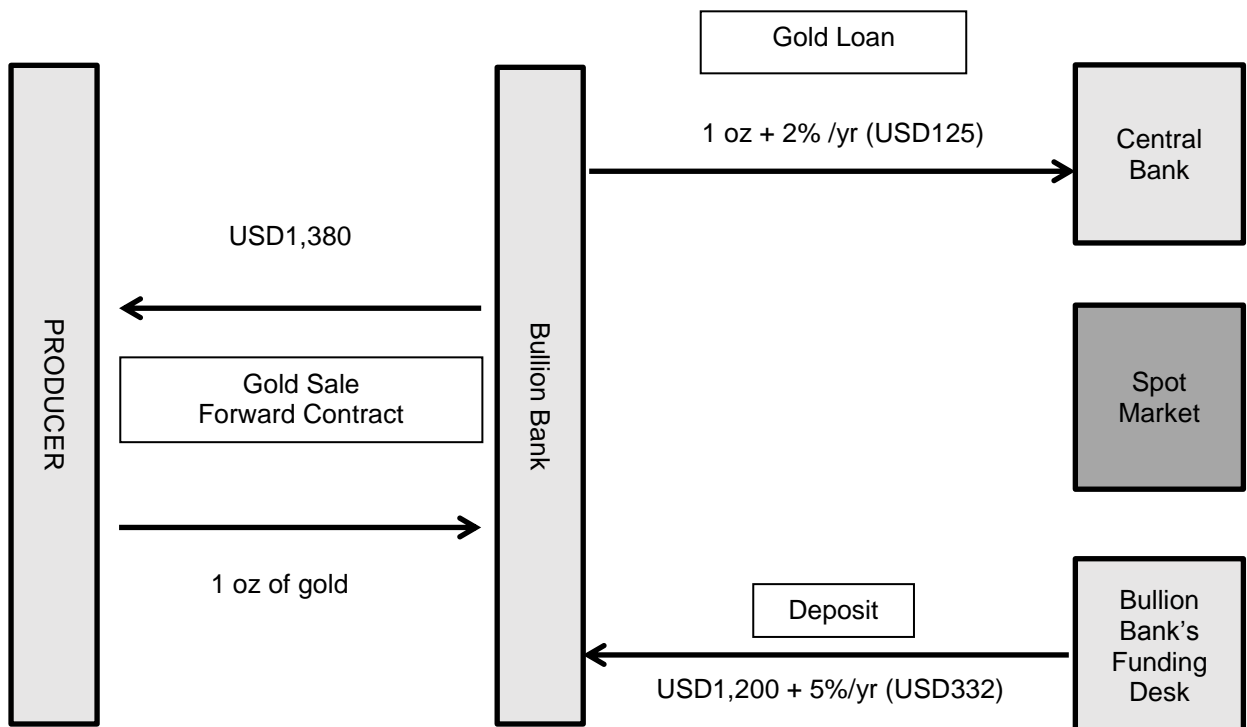 Gold Loan
1 oz + 2% /yr (USD125)
Central
Bank
USD1,380
PRODUCER
Gold Sale
Forward Contract
Bullion Bank
Spot
Market
1 oz of gold
Deposit
USD1,200 + 5%/yr (USD332)
Bullion
Bank’s
Funding
Desk